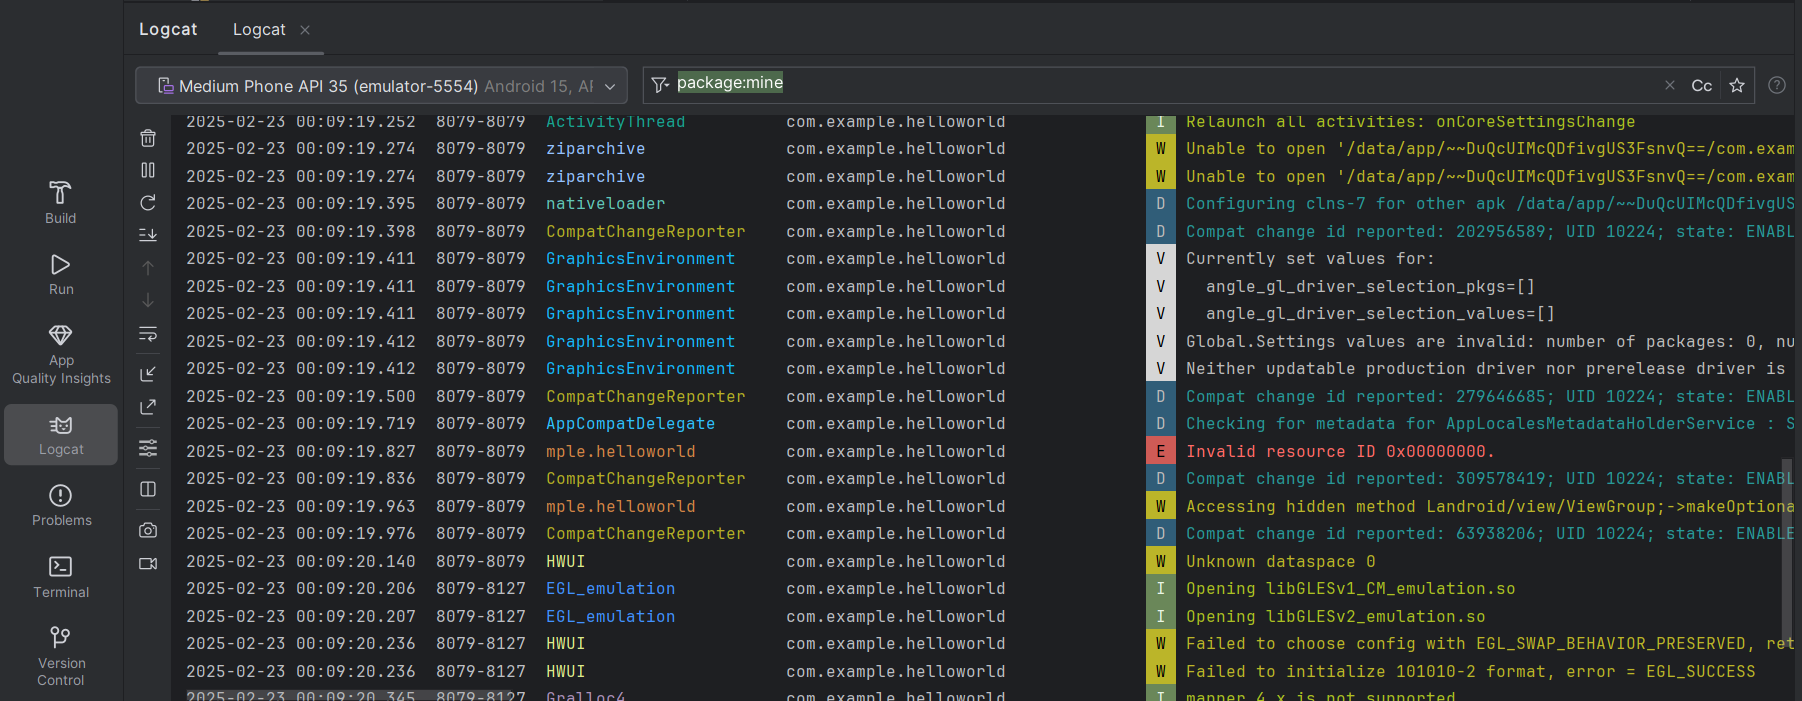 Logcat Logcat
Medium Phone API 35 (emulator-5554) Android 15, AP package:mine Cc
2025-02-23 00:09:19.252 8079-8079 ActivityThread com.example.helloworld I Relaunch all activities: onCoreSettingsChange
2025-02-23 00:09:19.274 8079-8079 ziparchive com.example.helloworld W Unable to open '/data/app/~~DuQcUIMcQDfivgUS3FsnvQ==/com.exam
2025-02-23 00:09:19.274 8079-8079 ziparchive com.example.helloworld W Unable to open '/data/app/~~DuQcUIMcQDfivgUS3FsnvQ==/com.exam
2025-02-23 00:09:19.395 8079-8079 nativeloader com.example.helloworld D Configuring clns-7 for other apk /data/app/~~DuQcUIMcQDfivgUS
2025-02-23 00:09:19.398 8079-8079 CompatChangeReporter com.example.helloworld D Compat change id reported: 202956589; UID 10224; state: ENABL
2025-02-23 00:09:19.411 8079-8079 GraphicsEnvironment com.example.helloworld V Currently set values for:
2025-02-23 00:09:19.411 8079-8079 GraphicsEnvironment com.example.helloworld V angle_gl_driver_selection_pkgs=[]
2025-02-23 00:09:19.411 8079-8079 GraphicsEnvironment com.example.helloworld V angle_gl_driver_selection_values=[]
2025-02-23 00:09:19.412 8079-8079 GraphicsEnvironment com.example.helloworld V Global.Settings values are invalid: number of packages: 0, nu
2025-02-23 00:09:19.412 8079-8079 GraphicsEnvironment com.example.helloworld V Neither updatable production driver nor prerelease driver is
2025-02-23 00:09:19.500 8079-8079 CompatChangeReporter com.example.helloworld D Compat change id reported: 279646685; UID 10224; state: ENABL
2025-02-23 00:09:19.719 8079-8079 AppCompatDelegate com.example.helloworld D Checking for metadata for AppLocalesMetadataHolderService : S
2025-02-23 00:09:19.827 8079-8079 mple.helloworld com.example.helloworld E Invalid resource ID 0x00000000.
2025-02-23 00:09:19.836 8079-8079 CompatChangeReporter com.example.helloworld D Compat change id reported: 309578419; UID 10224; state: ENABL
2025-02-23 00:09:19.963 8079-8079 mple.helloworld com.example.helloworld W Accessing hidden method Landroid/view/ViewGroup;->makeOptiona
2025-02-23 00:09:19.976 8079-8079 CompatChangeReporter com.example.helloworld D Compat change id reported: 63938206; UID 10224; state: ENABLE
2025-02-23 00:09:20.140 8079-8079 HWUI com.example.helloworld W Unknown dataspace 0
2025-02-23 00:09:20.206 8079-8127 EGL_emulation com.example.helloworld I Opening libGLESv1_CM_emulation.so
2025-02-23 00:09:20.207 8079-8127 EGL_emulation com.example.helloworld I Opening libGLESv2_emulation.so
2025-02-23 00:09:20.236 8079-8127 HWUI com.example.helloworld W Failed to choose config with EGL_SWAP_BEHAVIOR_PRESERVED, ret
2025-02-23 00:09:20.236 8079-8127 HWUI com.example.helloworld W Failed to initialize 101010-2 format, error = EGL_SUCCESS
2025-02-23 00:09:20.345 8079-8127 Gralloc4 com.example.helloworld I mapper 4.x is not supported
Build
Run
App
Quality Insights
Logcat
Problems
Terminal
Version
Control